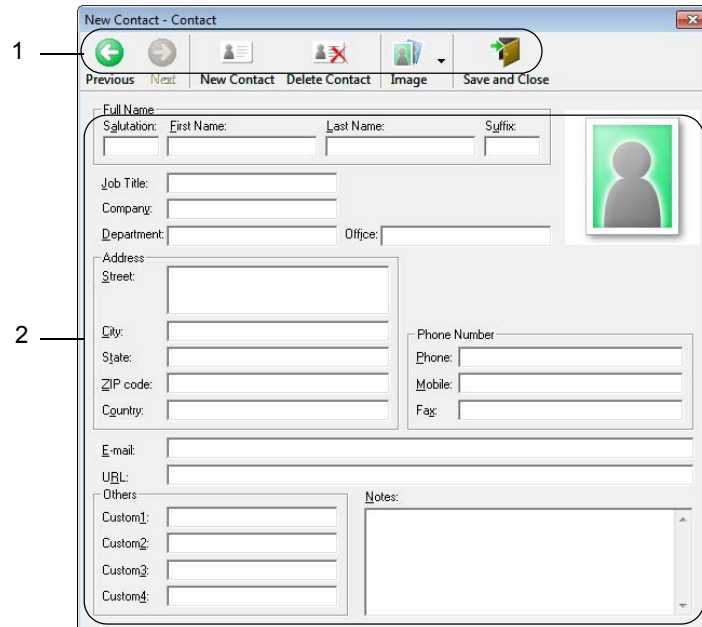 New Contact - Contact
1
Previous Next New Contact Delete Contact Image Save and Close
Full Name
Salutation: First Name: Last Name: Suffix:
Job Title:
Company:
Department: Office:
Address
Street:
2
City:
State:
ZIP code:
Country:
Phone Number
Phone:
Mobile:
Fax:
E-mail:
URL:
Others
Custom1:
Custom2:
Custom3:
Custom4:
Notes: